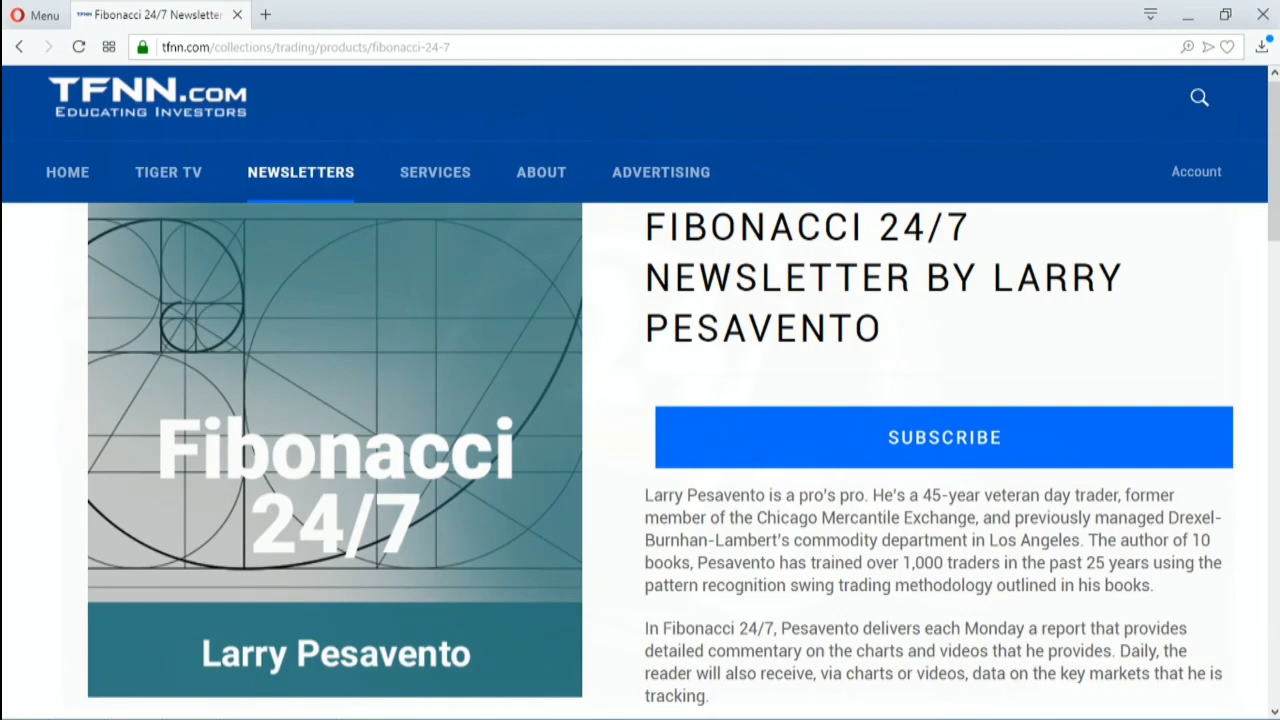 Menu
Fibonacci 24/7 Newsletter
tfnn.com/collections/trading/products/fibonacci-24-7
TFNN.COM
EDUCATING INVESTORS
HOME
TIGER TV
NEWSLETTERS
SERVICES
ABOUT
ADVERTISING
Account
Fibonacci
24/7
Larry Pesavento
FIBONACCI 24/7
NEWSLETTER BY LARRY
PESAVENTO
SUBSCRIBE
Larry Pesavento is a pro's pro. He's a 45-year veteran day trader, former
member of the Chicago Mercantile Exchange, and previously managed Drexel-
Burnhan-Lambert's commodity department in Los Angeles. The author of 10
books, Pesavento has trained over 1,000 traders in the past 25 years using the
pattern recognition swing trading methodology outlined in his books.
In Fibonacci 24/7, Pesavento delivers each Monday a report that provides
detailed commentary on the charts and videos that he provides. Daily, the
reader will also receive, via charts or videos, data on the key markets that he is
tracking.